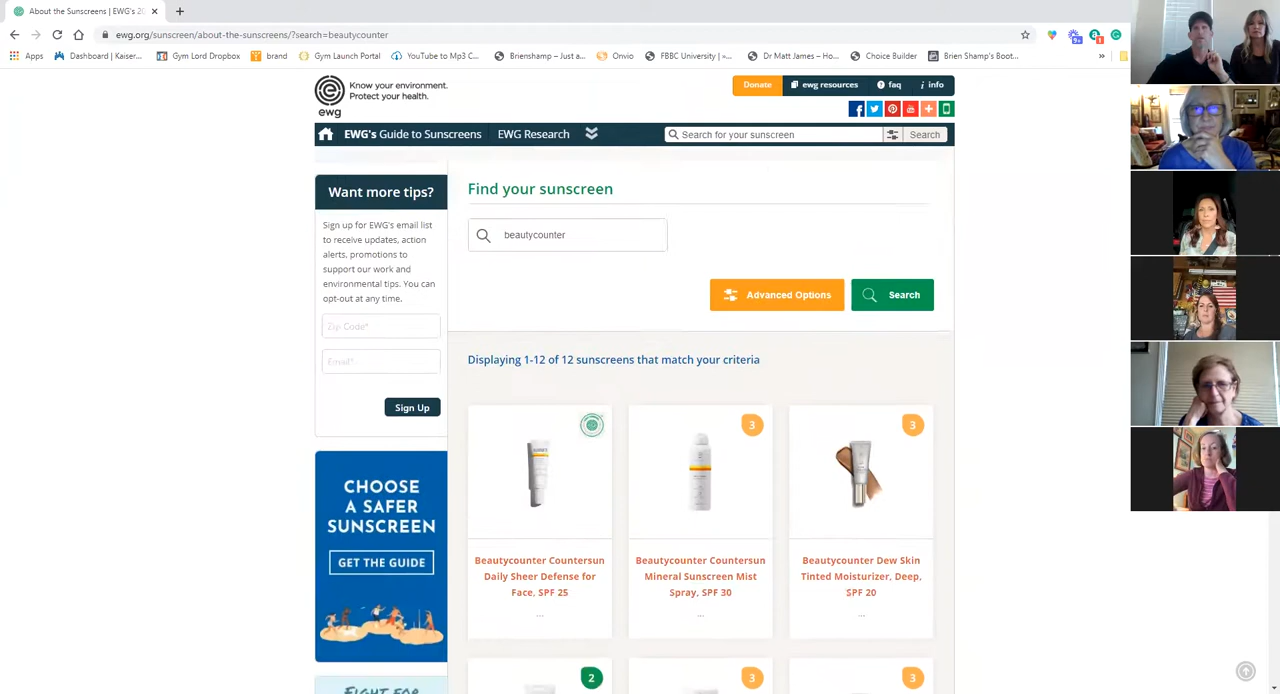 About the Sunscreens | EWG's 20
ewg.org/sunscreen/about-the-sunscreens/?search=beautycounter
Apps
Dashboard | Kaiser...
Gym Lord Dropbox
brand
Gym Launch Portal
YouTube to Mp3 C...
Brienshamp – Just a...
Onvio
FBBC University | »...
Dr Matt James – Ho...
Choice Builder
Brien Shamp's Boot...
»
ewg
Know your environment.
Protect your health.
Donate
ewg resources
faq
info
EWG's Guide to Sunscreens
EWG Research
Search for your sunscreen
Search
Want more tips?
Sign up for EWG's email list
to receive updates, action
alerts, promotions to
support our work and
environmental tips. You can
opt-out at any time.
Zip Code*
Email*
Sign Up
CHOOSE
A SAFER
SUNSCREEN
GET THE GUIDE
FIGHT FOR
Find your sunscreen
beautycounter
Advanced Options
Search
Displaying 1-12 of 12 sunscreens that match your criteria
3
3
Beautycounter Countersun
Daily Sheer Defense for
Face, SPF 25
...
Beautycounter Countersun
Mineral Sunscreen Mist
Spray, SPF 30
...
Beautycounter Dew Skin
Tinted Moisturizer, Deep,
SPF 20
...
2
3
3